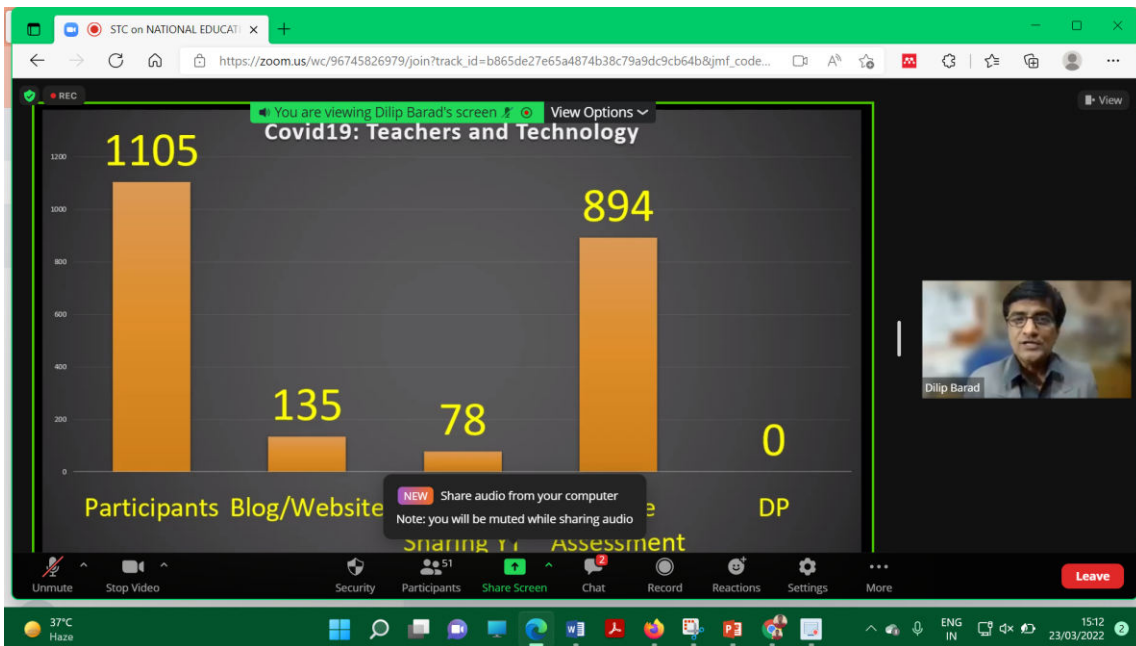 STC on NATIONAL EDUCATI
https://zoom.us/wc/96745826979/join?track_id=b865de27e65a4874b38c79a9dc9cb64b&jmf_code...
REC
You are viewing Dilip Barad's screen
View Options
View
Covid19: Teachers and Technology
1105
135
78
894
0
1200
1000
800
600
400
200
0
Participants Blog/Website DP
Sharing YT Assessment
NEW Share audio from your computer
Note: you will be muted while sharing audio
Dilip Barad
Unmute Stop Video Security Participants 51 Share Screen Chat 2 Record Reactions Settings More Leave
37°C
Haze
ENG
IN
15:12
23/03/2022
2